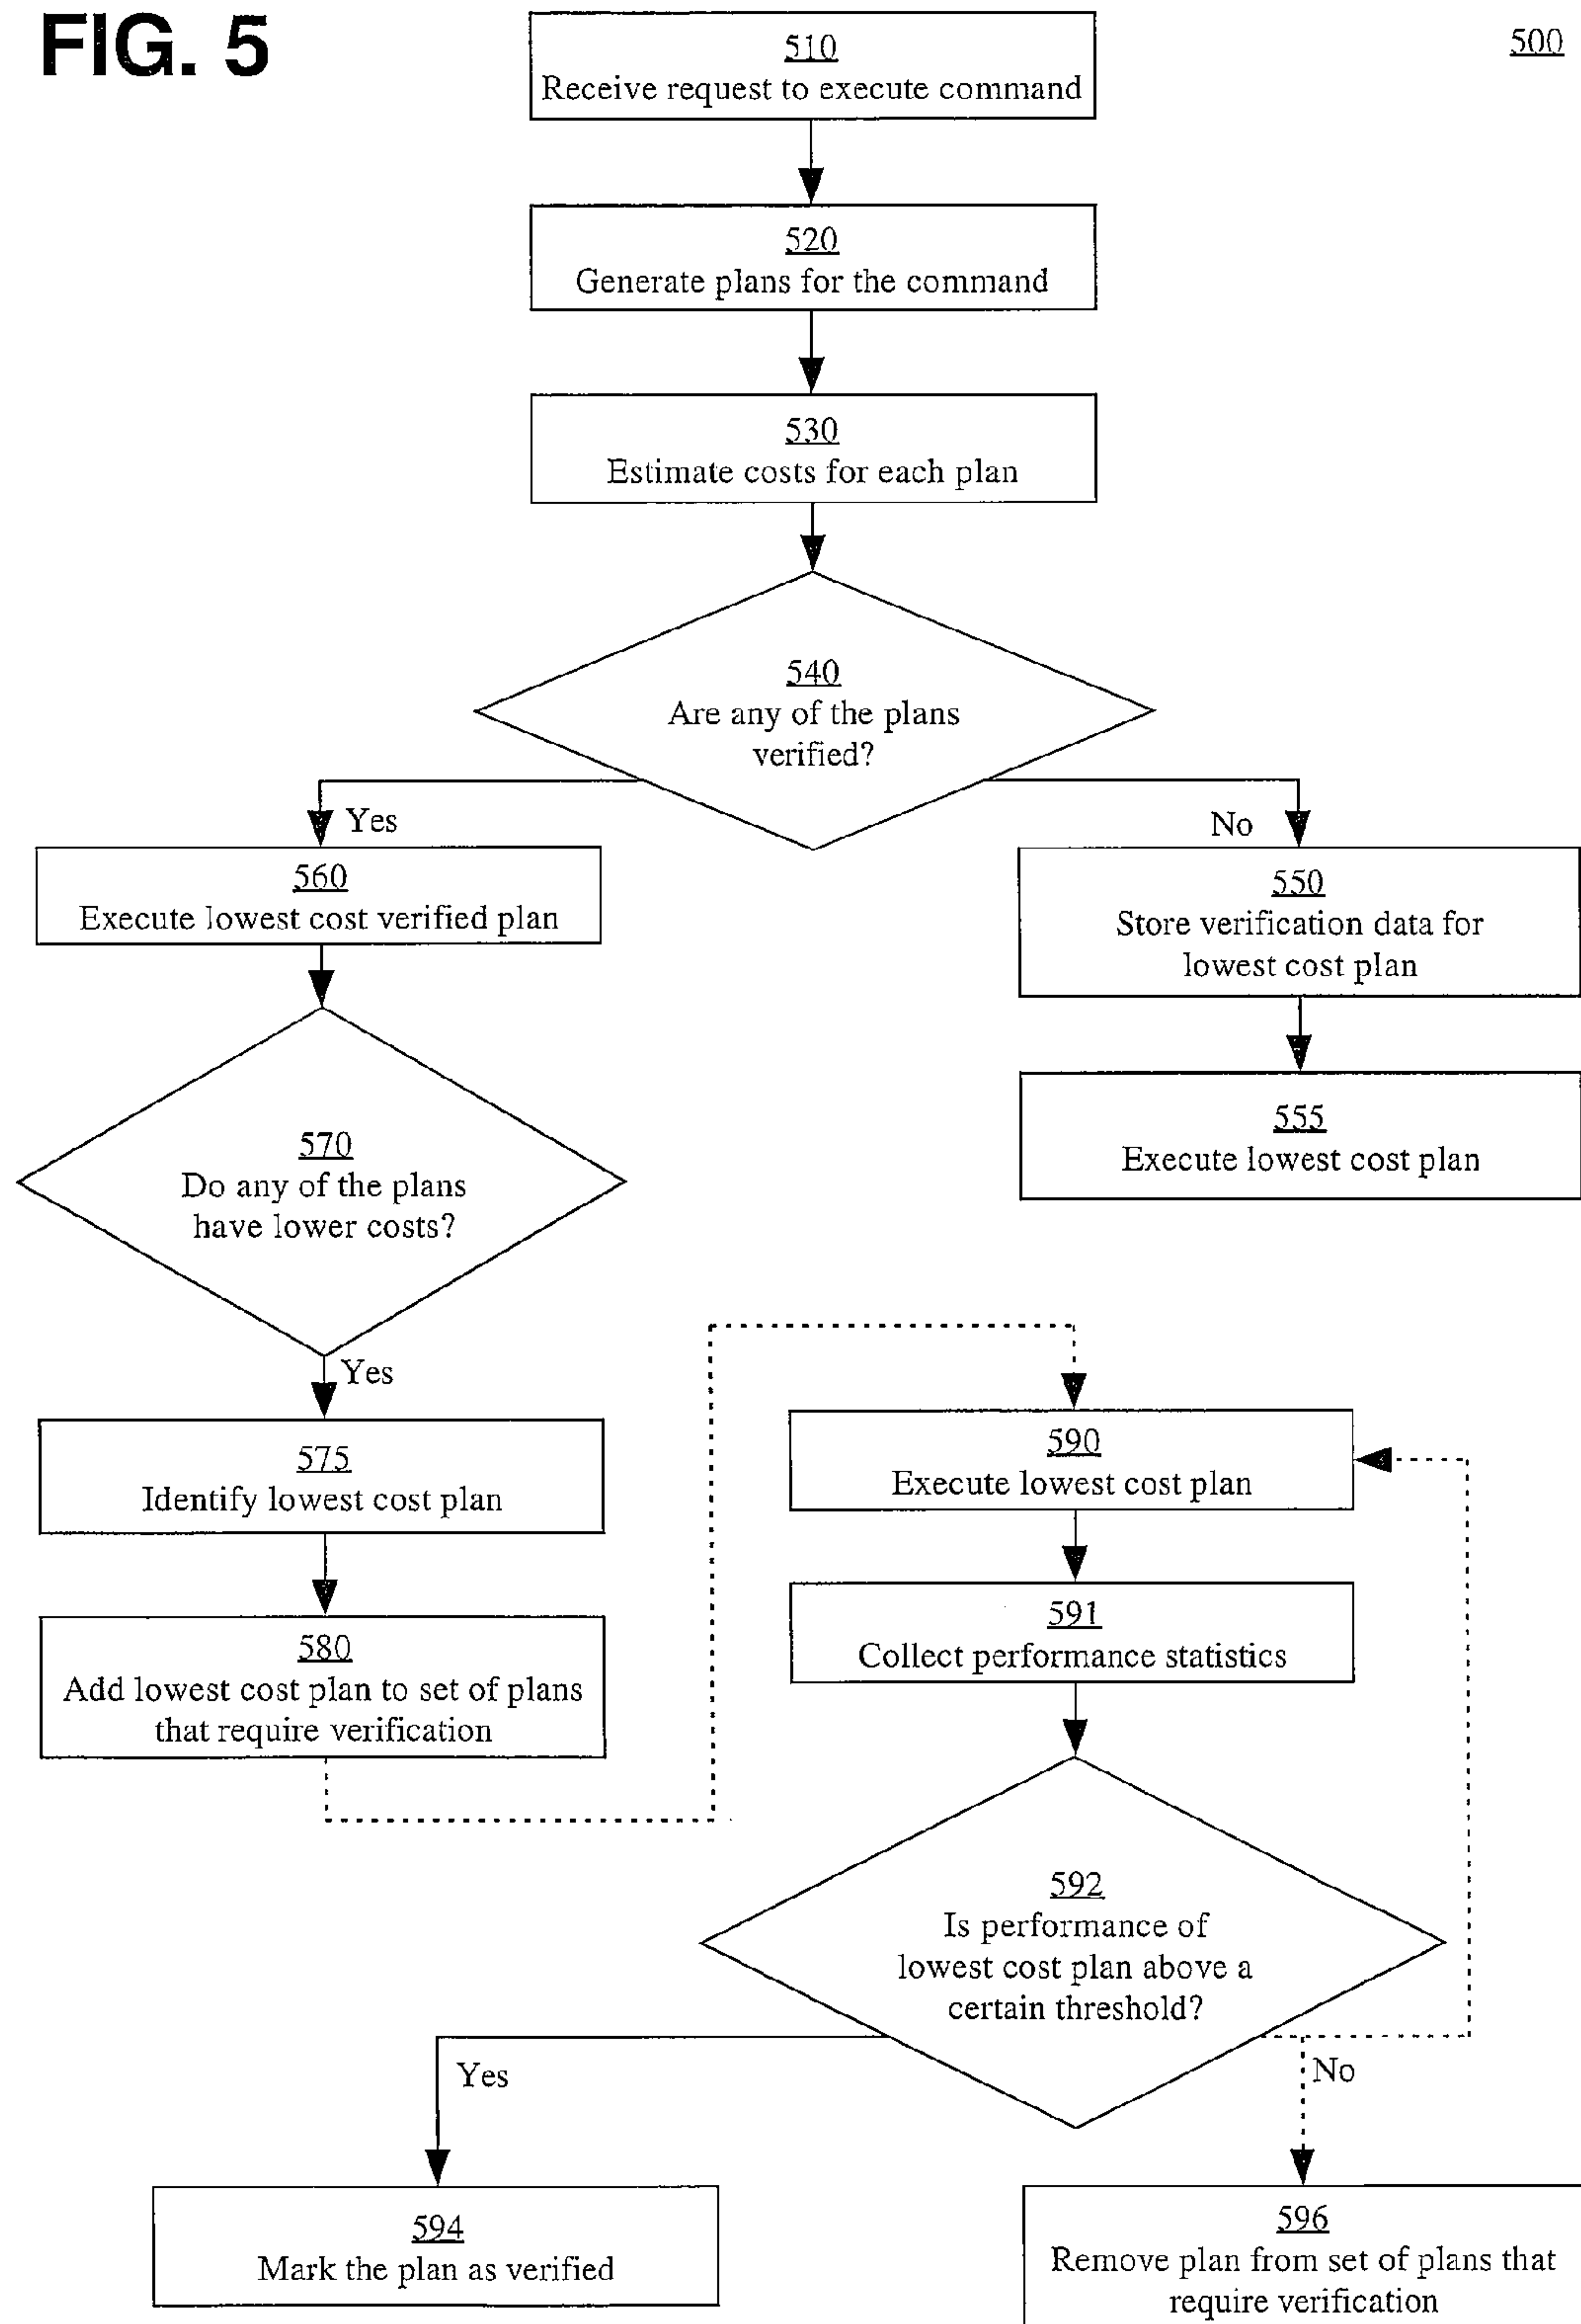 FIG. 5
500
510
Receive request to execute command
520
Generate plans for the command
530
Estimate costs for each plan
540
Are any of the plans
verified?
Yes
No
560
Execute lowest cost verified plan
550
Store verification data for
lowest cost plan
555
Execute lowest cost plan
570
Do any of the plans
have lower costs?
Yes
575
Identify lowest cost plan
580
Add lowest cost plan to set of plans
that require verification
590
Execute lowest cost plan
591
Collect performance statistics
592
Is performance of
lowest cost plan above a
certain threshold?
Yes
No
594
Mark the plan as verified
596
Remove plan from set of plans that
require verification